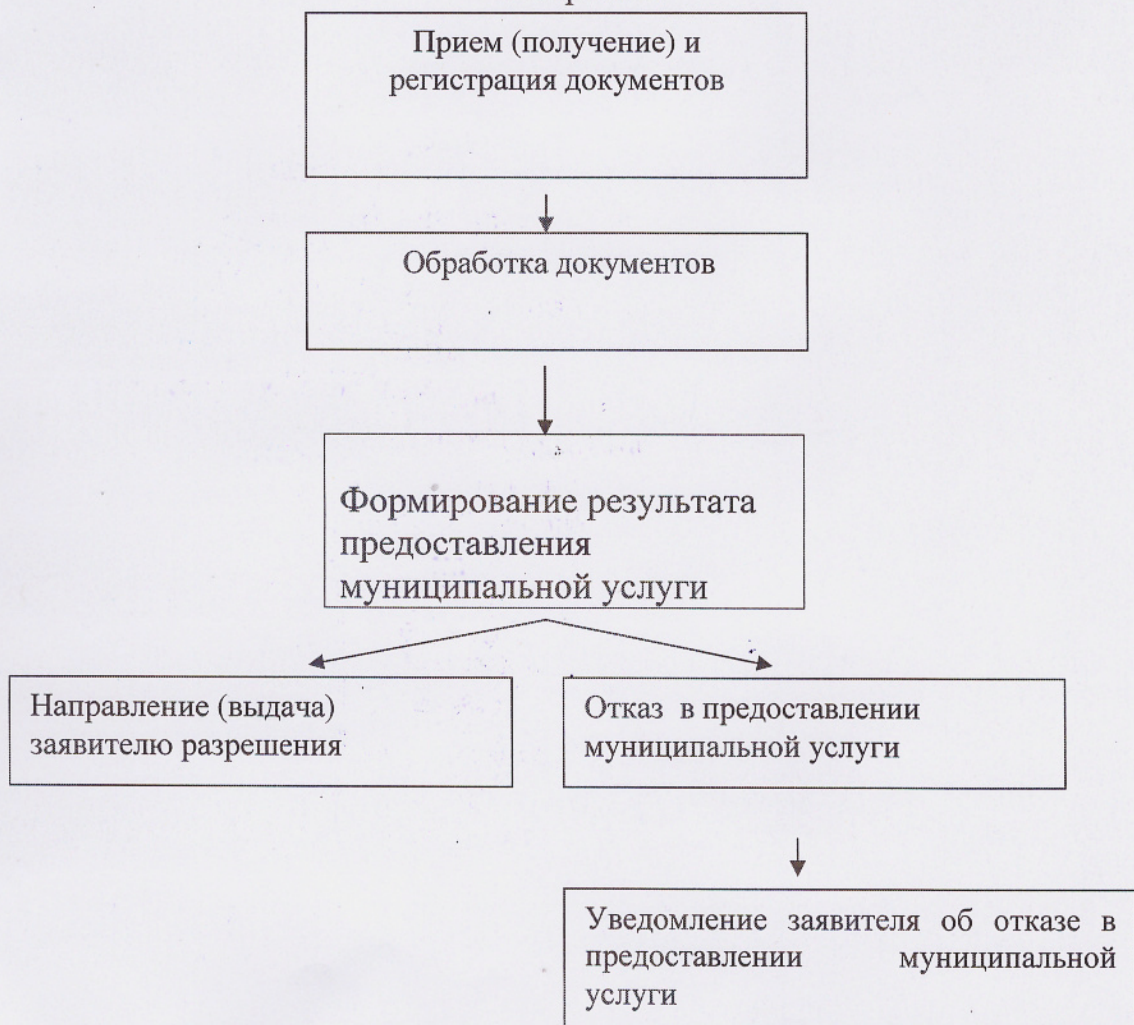 Прием (получение) и
регистрация документов
Обработка документов
Формирование результата
предоставления
муниципальной услуги
Направление (выдача)
заявителю разрешения
Отказ в предоставлении
муниципальной услуги
Уведомление заявителя об отказе в
предоставлении муниципальной
услуги